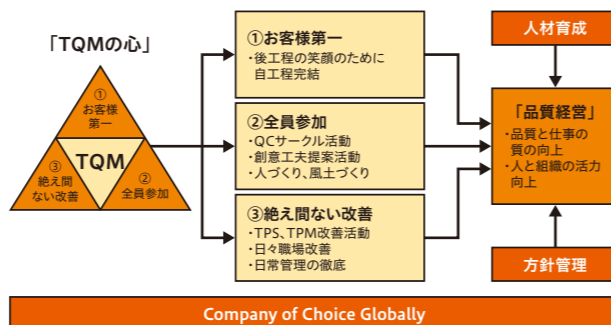 「TQMの心」
①
お客様
第一
TQM
③
絶え間
ない改善
②
全員参加
①お客様第一
・後工程の笑顔のために
自工程完結
②全員参加
・QCサークル活動
・創意工夫提案活動
・人づくり、風土づくり
③絶え間ない改善
・TPS、TPM改善活動
・日々職場改善
・日常管理の徹底
人材育成
「品質経営」
・品質と仕事の
質の向上
・人と組織の活力
向上
方針管理
Company of Choice Globally